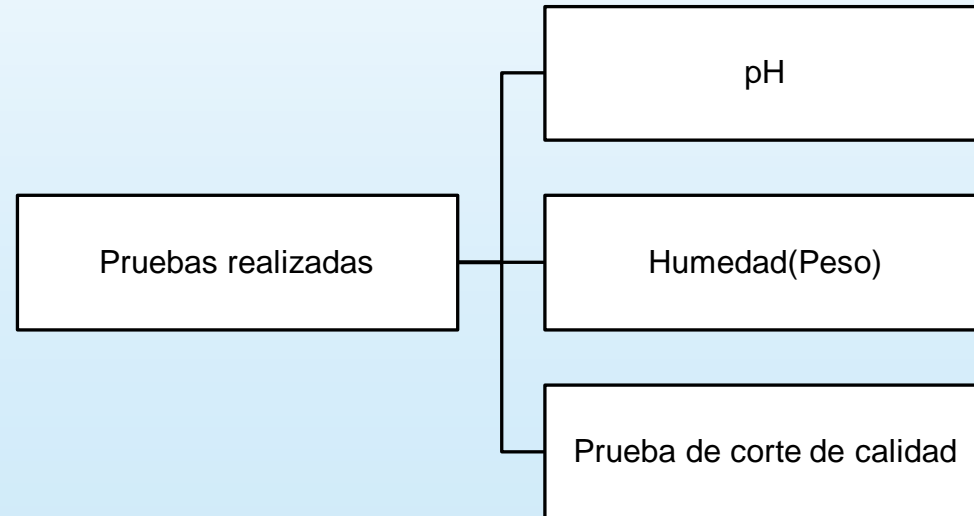 pH
Pruebas realizadas
Humedad(Peso)
Prueba de corte de calidad